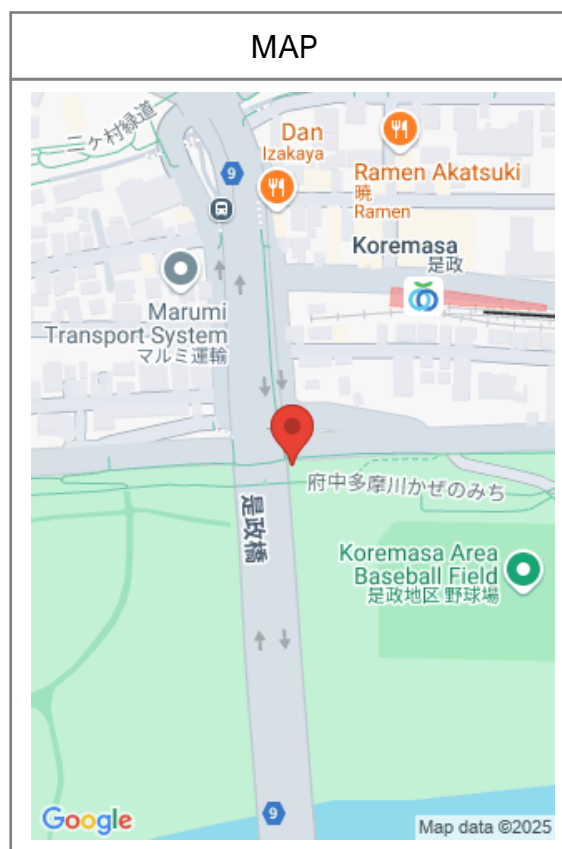 MAP
二ヶ村緑道
9
Dan
Izakaya
Ramen Akatsuki
暁
Ramen
Koremasa
是政
Marumi
Transport System
マルミ運輸
府中多摩川かぜのみち
是政橋
Koremasa Area
Baseball Field
是政地区 野球場
9
Google
Map data ©2025